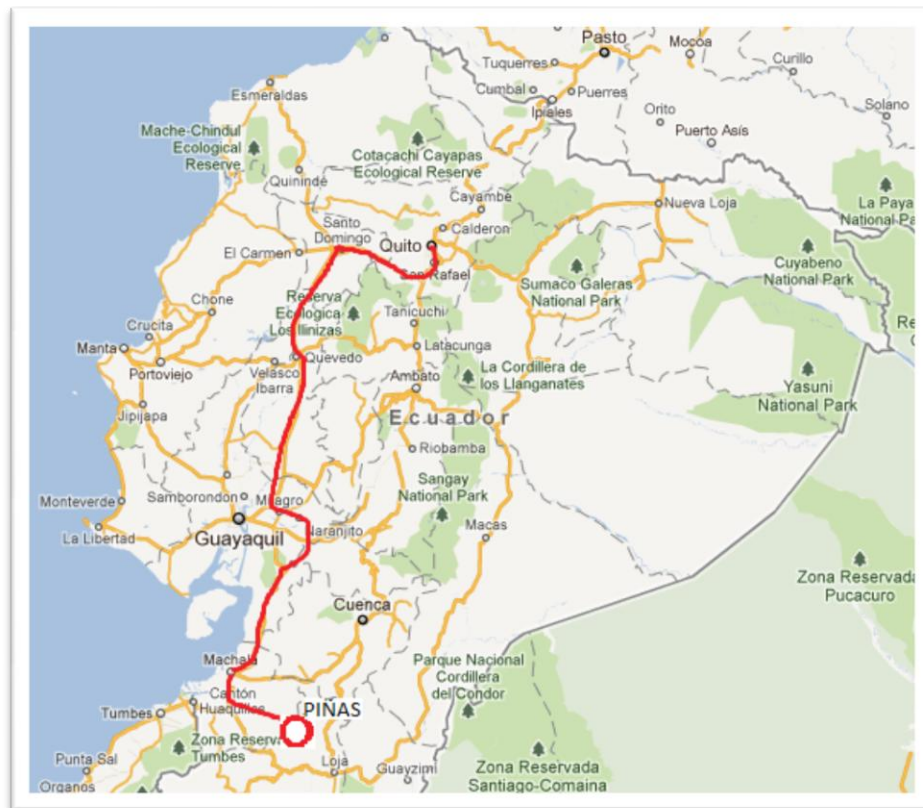 Pasto
Mocoa
Tuquerres
Curillo
Cumbal
Puerres
Esmeraldas
Ipiales
Solano
Orito
Puerto Asís
Mache-Chindul
Ecological
Reserve
Cotacachi Cayapas
Ecological Reserve
Quinindé
Cayambe
Nueva Loja
La Paya
National Pa
Santo
Domingo
Calderon
Quito
El Carmen
San Rafael
Cuyabeno
National Park
Sumaco Galeras
National Park
Reserva
Ecologica
Los Ilinizas
Chone
Tanicuchi
Crucita
Re
Manta
Quevedo
Latacunga
Portoviejo
Velasco
Ibarra
La Cordillera de
los Llanganates
Ambato
Yasuni
National Park
Jipijapa
Ecuador
Riobamba
Sangay
National Park
Monteverde
Samborondon
Milagro
La Libertad
Guayaquil
Naranjito
Macas
Zona Reservada
Pucacuro
Cuenca
Machala
Parque Nacional
Cordillera
del Condor
Cantón
Huaquillas
Tumbes
PIÑAS
Zona Reserva
Tumbes
Punta Sal
Loja
Guayzimi
Zona Reservada
Santiago-Comaina
Organos